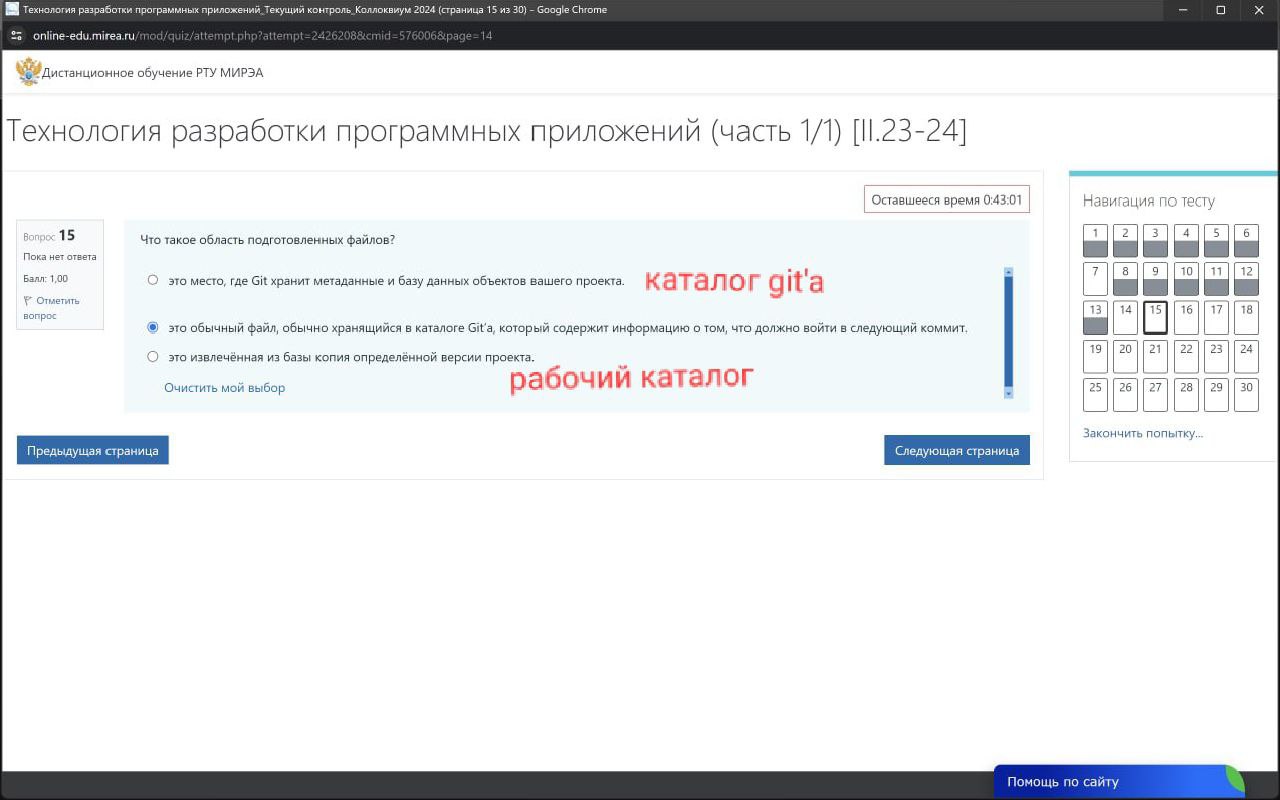 Технология разработки программных приложений_Текущий контроль_Коллоквиум 2024 (страница 15 из 30) – Google Chrome
online-edu.mirea.ru/mod/quiz/attempt.php?attempt=2426208&cmid=576006&page=14
Дистанционное обучение РТУ МИРЭА
Технология разработки программных приложений (часть 1/1) [II.23-24]
Оставшееся время 0:43:01
Вопрос 15
Пока нет ответа
Балл: 1,00
Отметить
вопрос
Что такое область подготовленных файлов?
это место, где Git хранит метаданные и базу данных объектов вашего проекта.
каталог git'а
это обычный файл, обычно хранящийся в каталоге Git’а, который содержит информацию о том, что должно войти в следующий коммит.
это извлечённая из базы копия определённой версии проекта.
рабочий каталог
Очистить мой выбор
Предыдущая страница
Следующая страница
Навигация по тесту
1 2 3 4 5 6
7 8 9 10 11 12
13 14 15 16 17 18
19 20 21 22 23 24
25 26 27 28 29 30
Закончить попытку...
Помощь по сайту